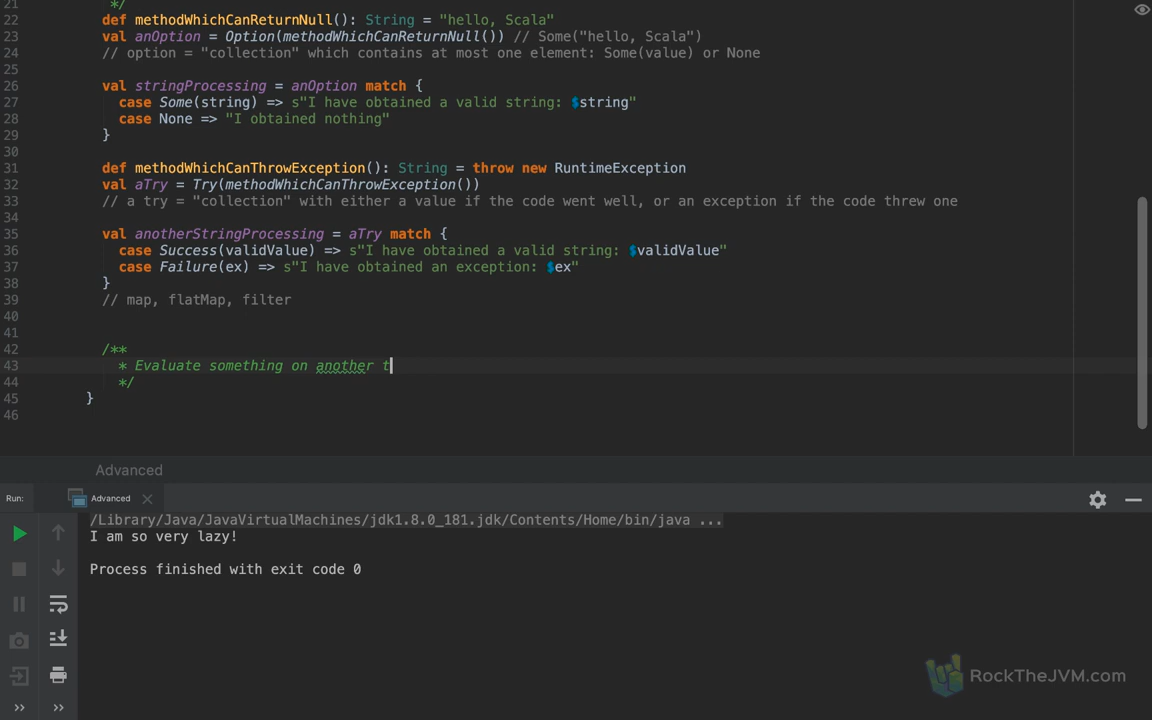 21 */
22 def methodWhichCanReturnNull(): String = "hello, Scala"
23 val anOption = Option(methodWhichCanReturnNull()) // Some("hello, Scala")
24 // option = "collection" which contains at most one element: Some(value) or None
25
26 val stringProcessing = anOption match {
27 case Some(string) => s"I have obtained a valid string: $string"
28 case None => "I obtained nothing"
29 }
30
31 def methodWhichCanThrowException(): String = throw new RuntimeException
32 val aTry = Try(methodWhichCanThrowException())
33 // a try = "collection" with either a value if the code went well, or an exception if the code threw one
34
35 val anotherStringProcessing = aTry match {
36 case Success(validValue) => s"I have obtained a valid string: $validValue"
37 case Failure(ex) => s"I have obtained an exception: $ex"
38 }
39 // map, flatMap, filter
40
41
42 /**
43 * Evaluate something on another t
44 */
45 }
46
Advanced
Run: Advanced
/Library/Java/JavaVirtualMachines/jdk1.8.0_181.jdk/Contents/Home/bin/java ...
I am so very lazy!
Process finished with exit code 0
RockTheJVM.com